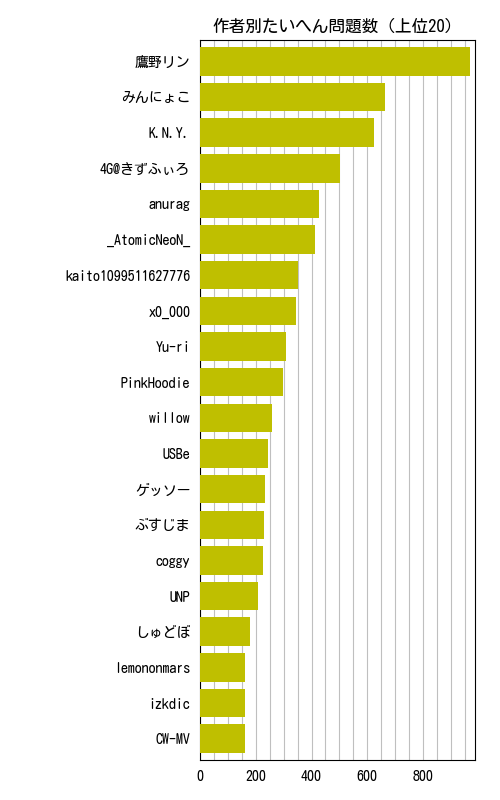 作者別たいへん問題数（上位20）
鷹野リン
みんにょこ
K.N.Y.
4G@きずふぃろ
anurag
_AtomicNeoN_
kaito1099511627776
x0_000
Yu-ri
PinkHoodie
willow
USBe
ゲッソー
ぶすじま
coggy
UNP
しゅどぼ
lemononmars
izkdic
CW-MV
0 200 400 600 800